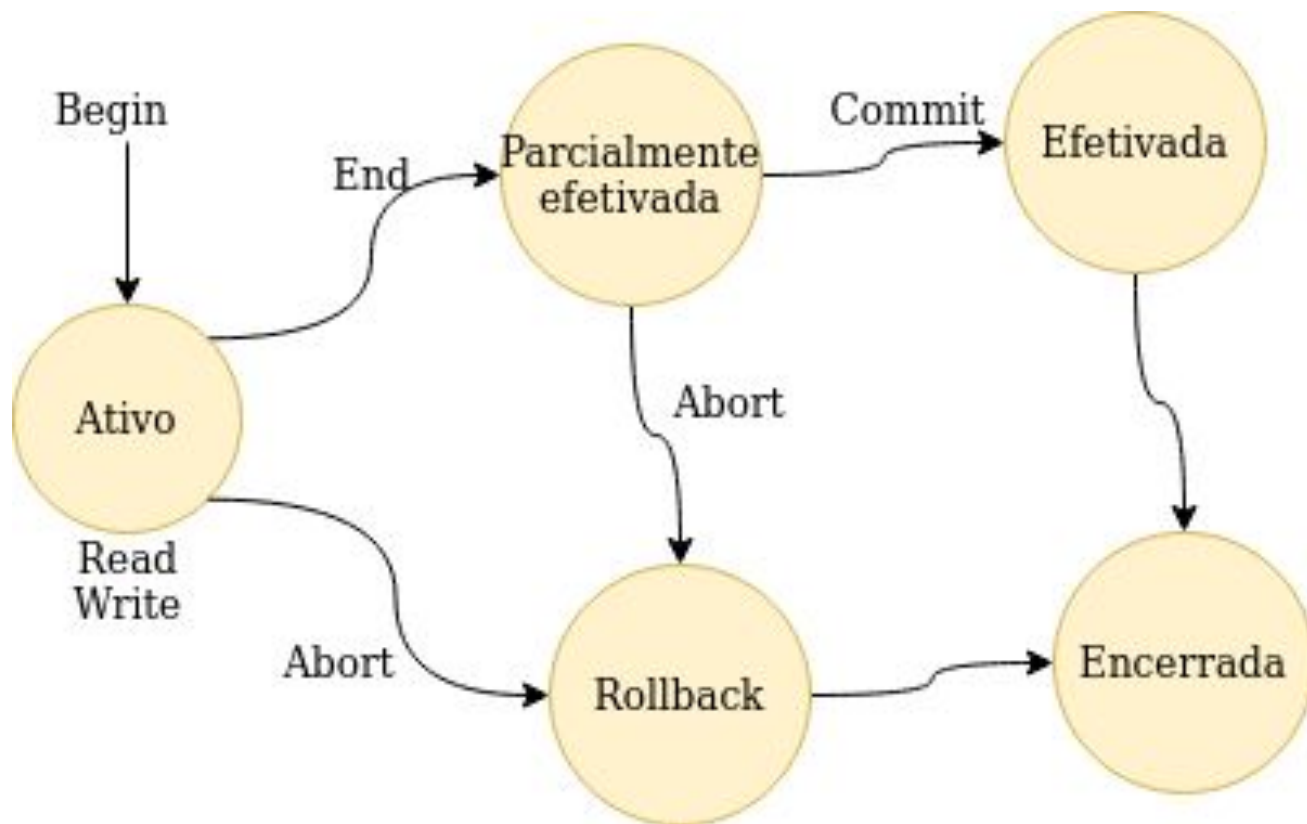 Begin
End
Parcialmente
efetivada
Commit
Efetivada
Ativo
Read
Write
Abort
Abort
Rollback
Encerrada